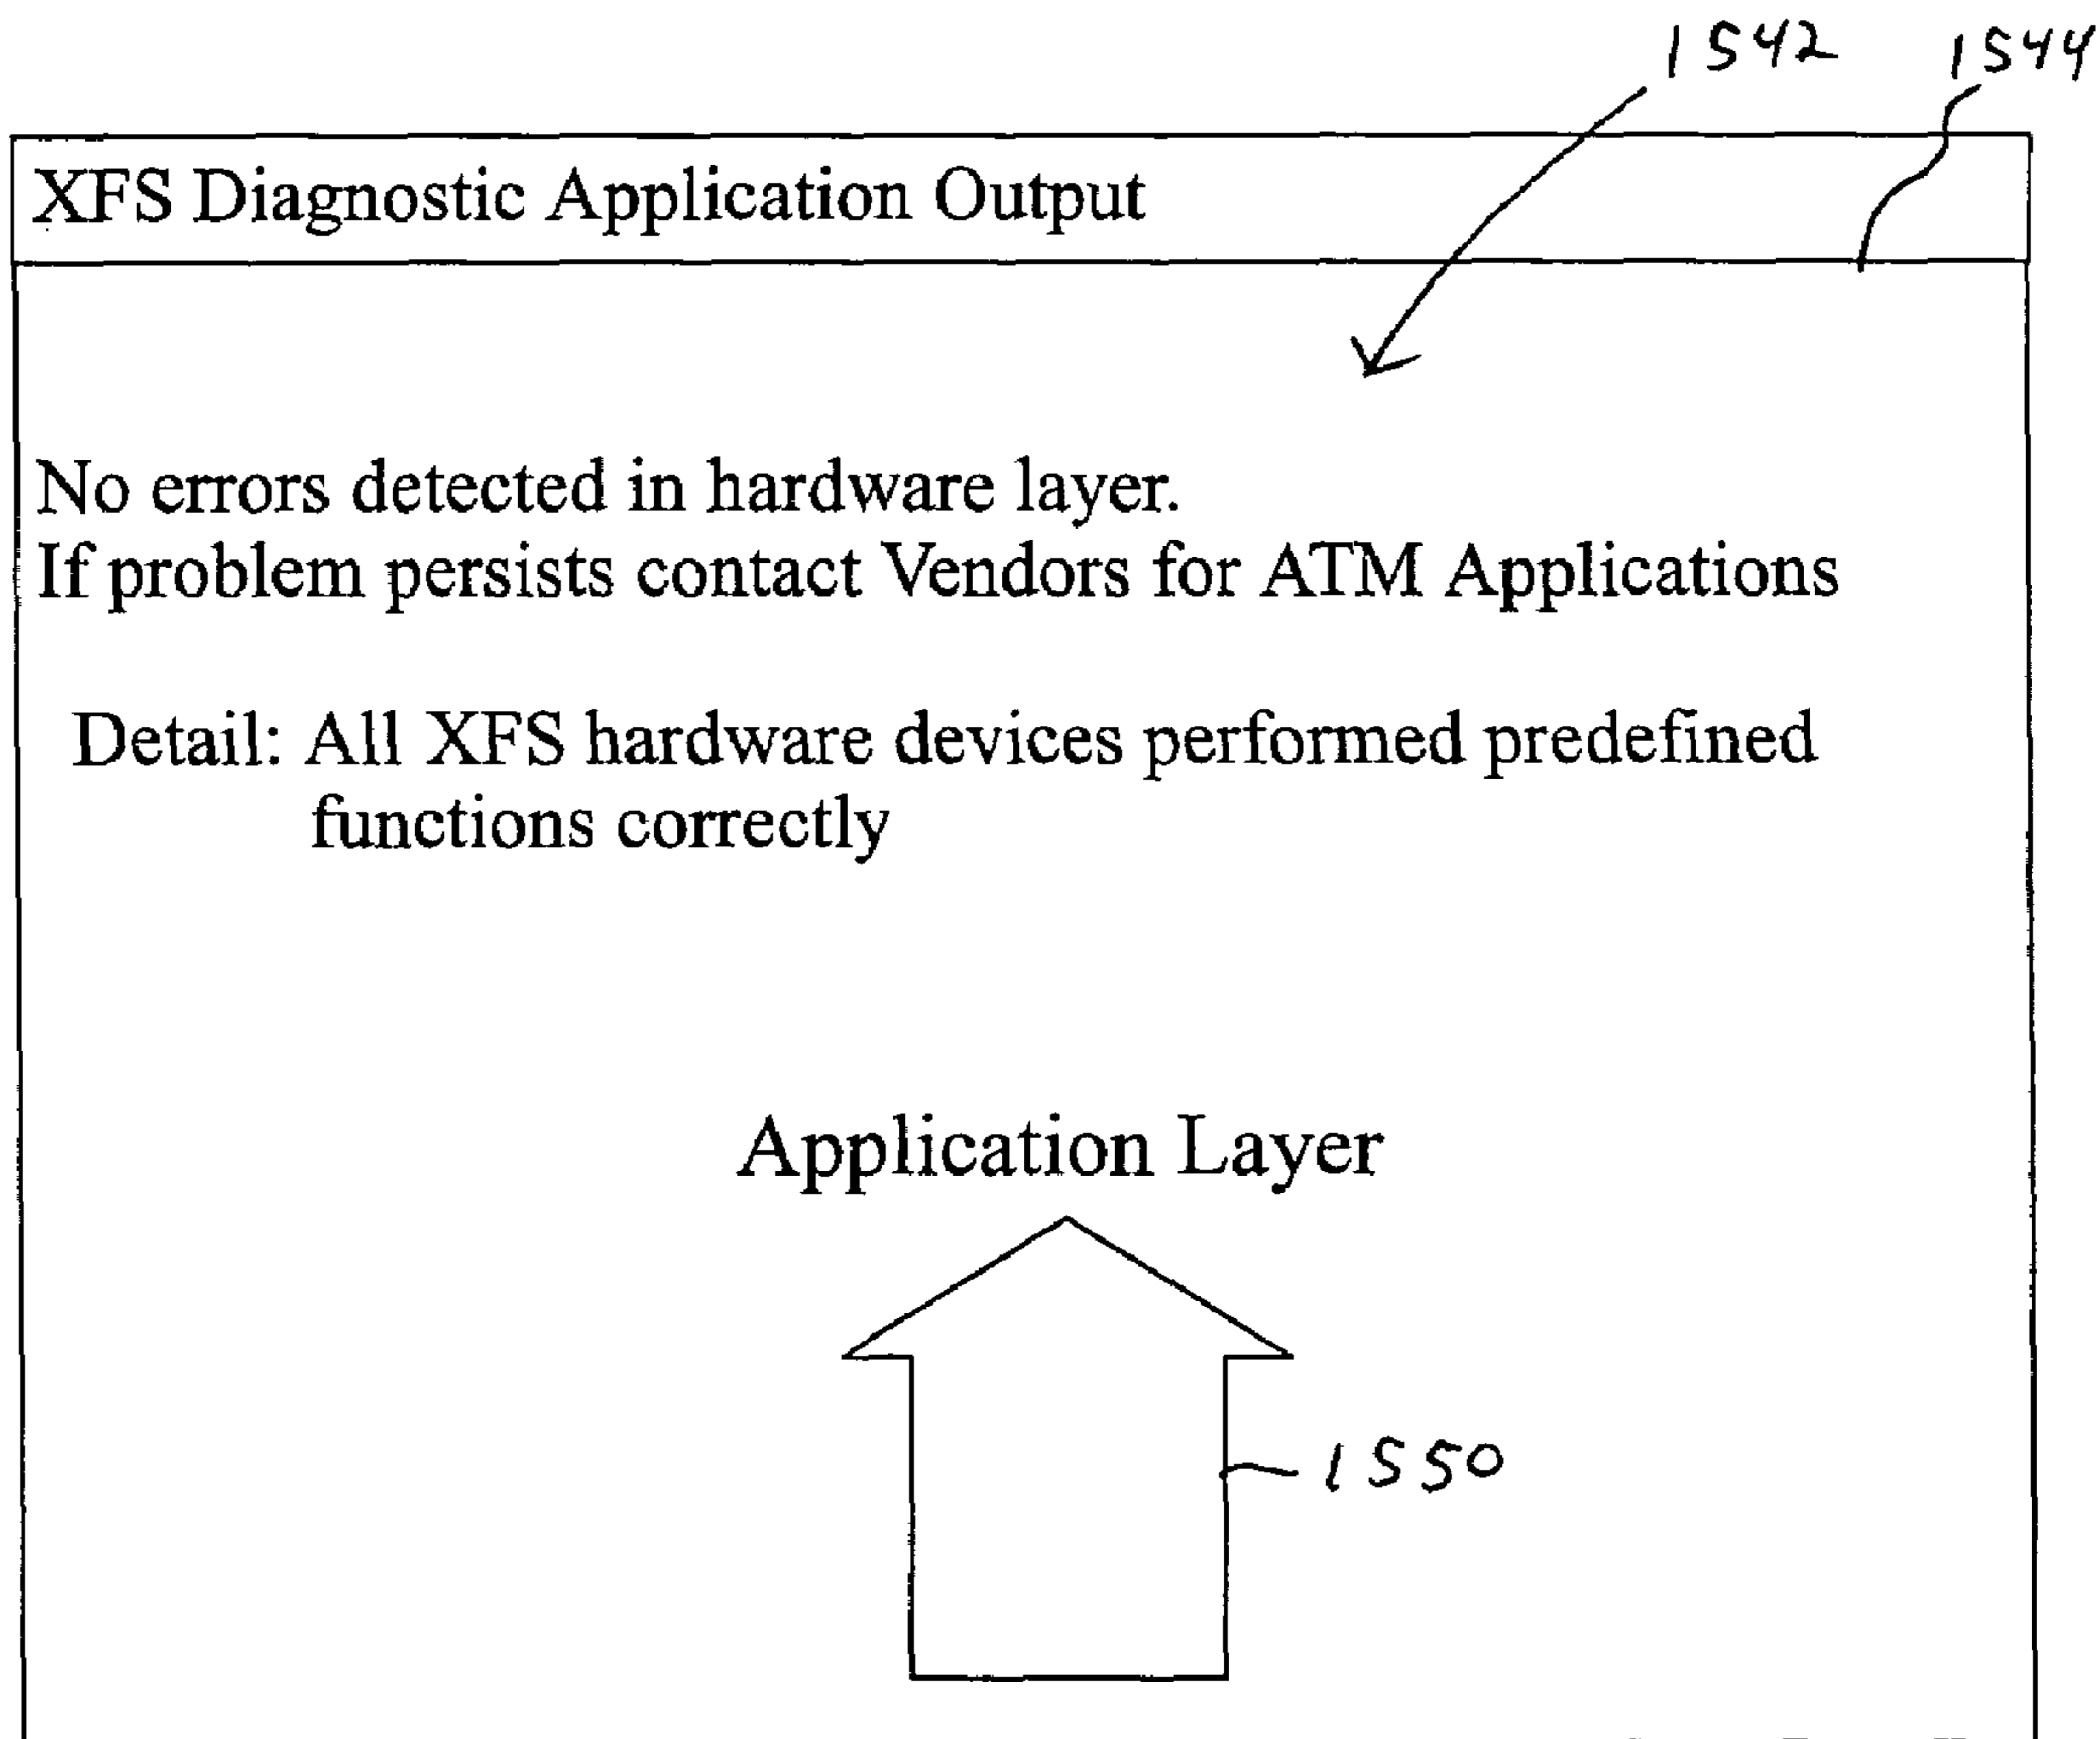 1542 1544
XFS Diagnostic Application Output
No errors detected in hardware layer.
If problem persists contact Vendors for ATM Applications
Detail: All XFS hardware devices performed predefined
functions correctly
Application Layer
1550